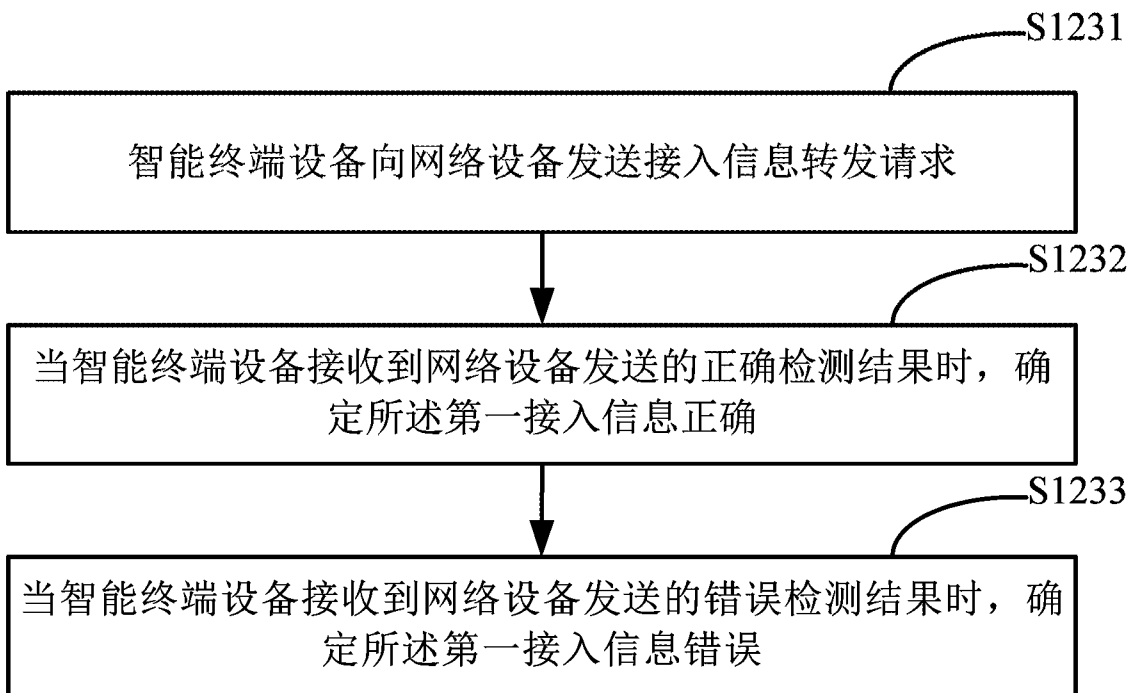 S1231
智能终端设备向网络设备发送接入信息转发请求
S1232
当智能终端设备接收到网络设备发送的正确检测结果时，确
定所述第一接入信息正确
S1233
当智能终端设备接收到网络设备发送的错误检测结果时，确
定所述第一接入信息错误